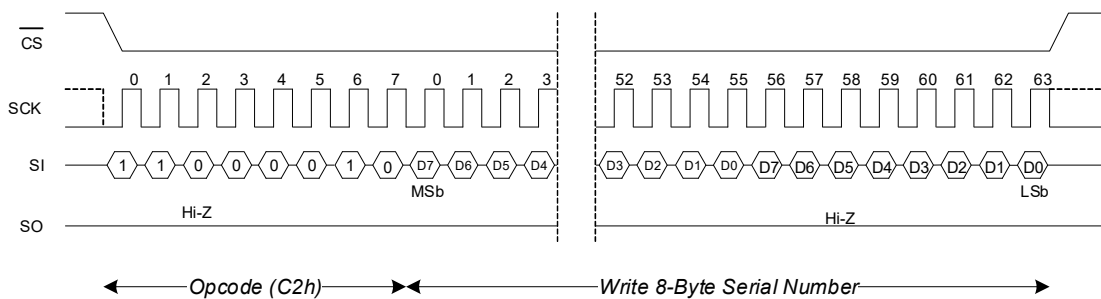 CS
0 1 2 3 4 5 6 7 0 1 2 3 52 53 54 55 56 57 58 59 60 61 62 63
SCK
SI 1 1 0 0 0 0 1 0 D7 D6 D5 D4 D3 D2 D1 D0 D7 D6 D5 D4 D3 D2 D1 D0
MSb LSb
Hi-Z Hi-Z
SO
Opcode (C2h) Write 8-Byte Serial Number